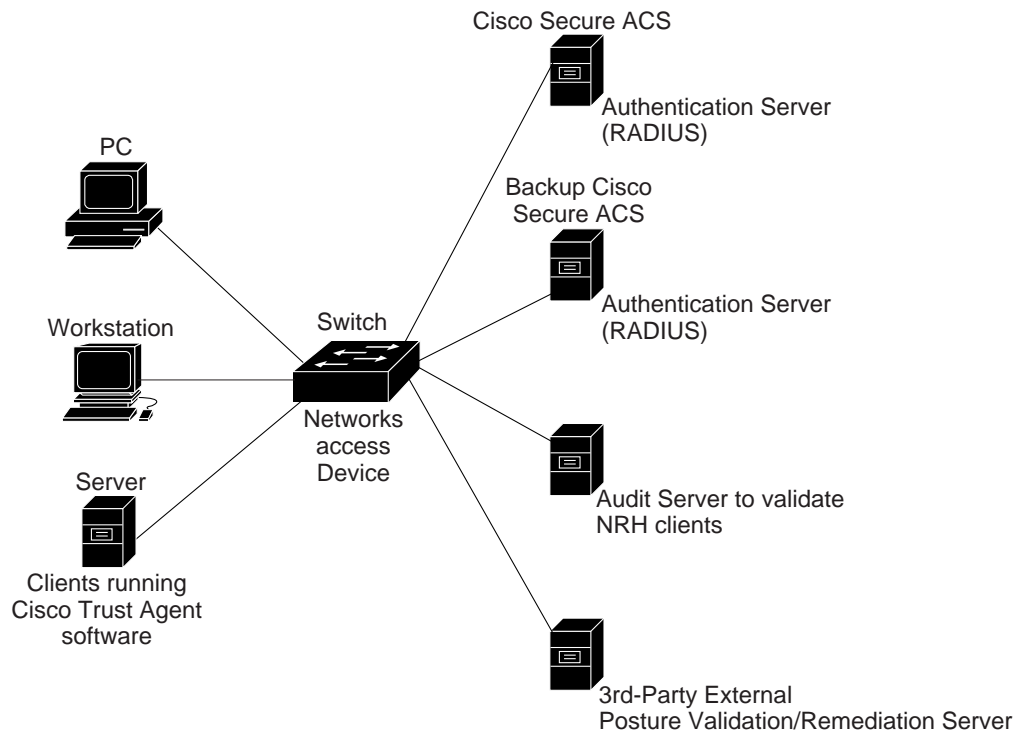 Cisco Secure ACS
Authentication Server
(RADIUS)
PC
Backup Cisco
Secure ACS
Authentication Server
(RADIUS)
Workstation
Switch
Networks
access
Device
Server
Clients running
Cisco Trust Agent
software
Audit Server to validate
NRH clients
3rd-Party External
Posture Validation/Remediation Server